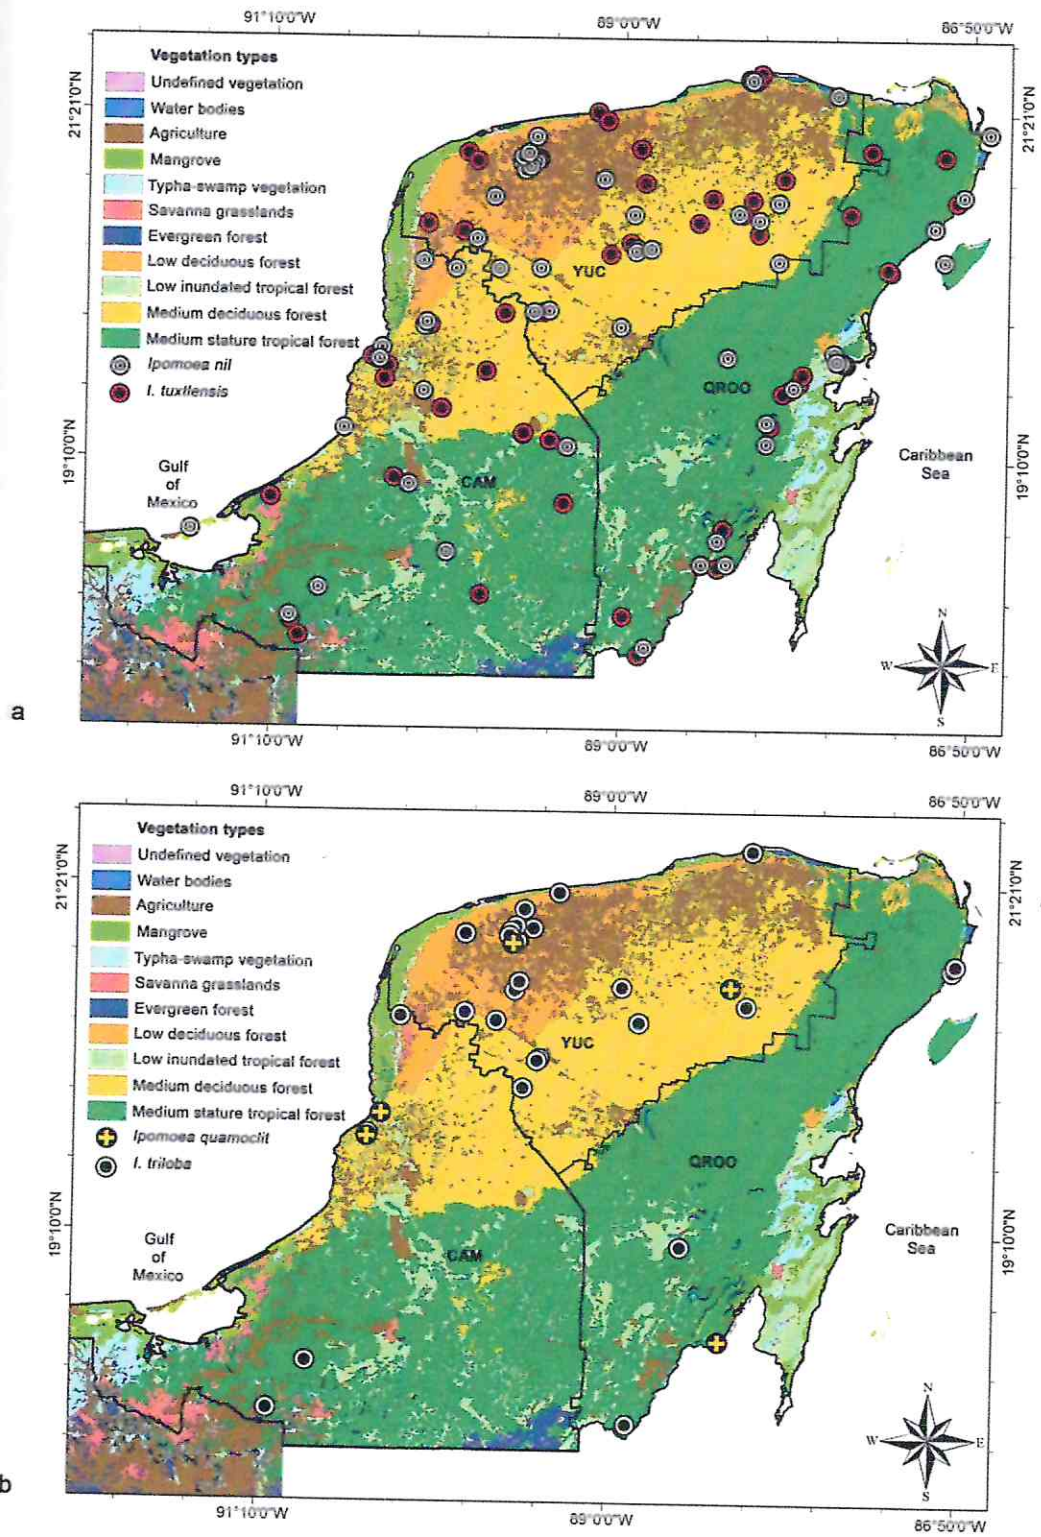 91°10'0"W 89°0'0"W 86°50'0"W
21°21'0"N
21°21'0"N
Vegetation types
Undefined vegetation
Water bodies
Agriculture
Mangrove
Typha-swamp vegetation
Savanna grasslands
Evergreen forest
Low deciduous forest
Low inundated tropical forest
Medium deciduous forest
Medium stature tropical forest
Ipomoea nil
I. tuxtlensis
YUC
QROO
CAM
19°10'0"N
19°10'0"N
Gulf
of
Mexico
Caribbean
Sea
N
W E
S
a
91°10'0"W 89°0'0"W 86°50'0"W
91°10'0"W 89°0'0"W 86°50'0"W
21°21'0"N
21°21'0"N
Vegetation types
Undefined vegetation
Water bodies
Agriculture
Mangrove
Typha-swamp vegetation
Savanna grasslands
Evergreen forest
Low deciduous forest
Low inundated tropical forest
Medium deciduous forest
Medium stature tropical forest
Ipomoea quamoclit
I. triloba
YUC
QROO
CAM
19°10'0"N
19°10'0"N
Gulf
of
Mexico
Caribbean
Sea
N
W E
S
b
91°10'0"W 89°0'0"W 86°50'0"W